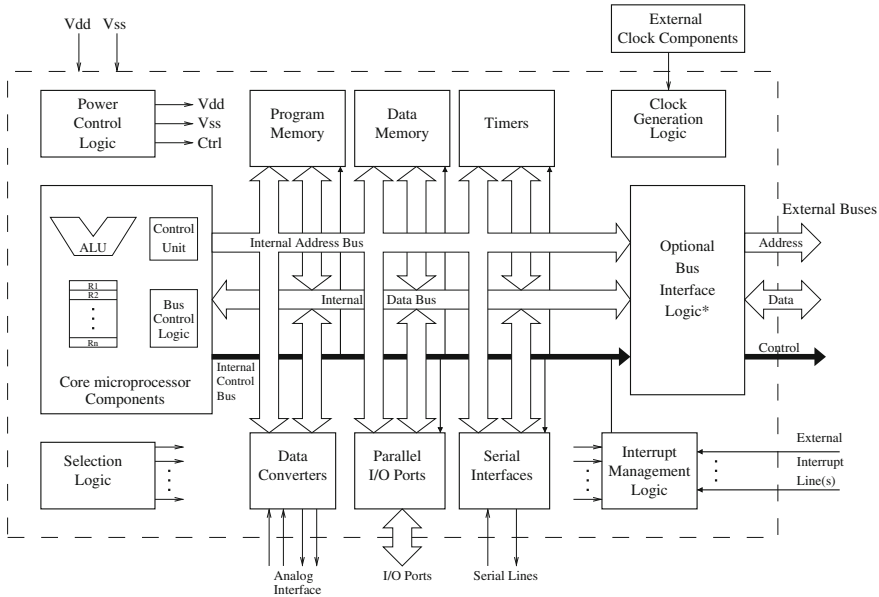 Vdd
Vss
External
Clock Components
Power
Control
Logic
Vdd
Vss
Ctrl
Program
Memory
Data
Memory
Timers
Clock
Generation
Logic
ALU
Control
Unit
R1
R2
Rn
Bus
Control
Logic
Core microprocessor
Components
Internal Address Bus
Internal
Data Bus
Internal
Control
Bus
Optional
Bus
Interface
Logic*
External Buses
Address
Data
Control
Selection
Logic
Data
Converters
Parallel
I/O Ports
Serial
Interfaces
Interrupt
Management
Logic
External
Interrupt
Line(s)
Analog
Interface
I/O Ports
Serial Lines